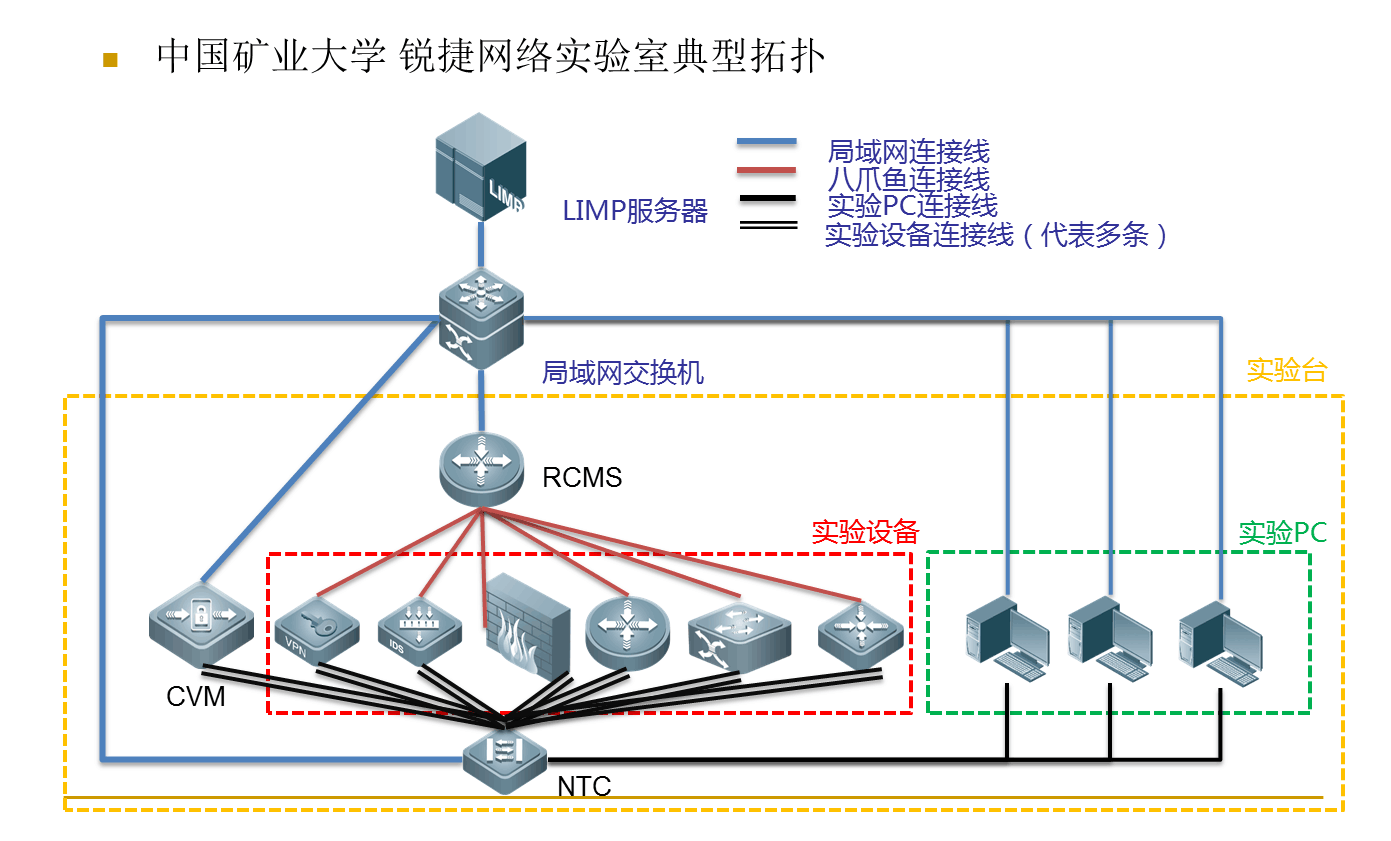 中国矿业大学 锐捷网络实验室典型拓扑
LIMP
LIMP服务器
局域网连接线
八爪鱼连接线
实验PC连接线
实验设备连接线（代表多条）
局域网交换机
实验台
RCMS
实验设备
实验PC
VPN
IDS
CVM
NTC